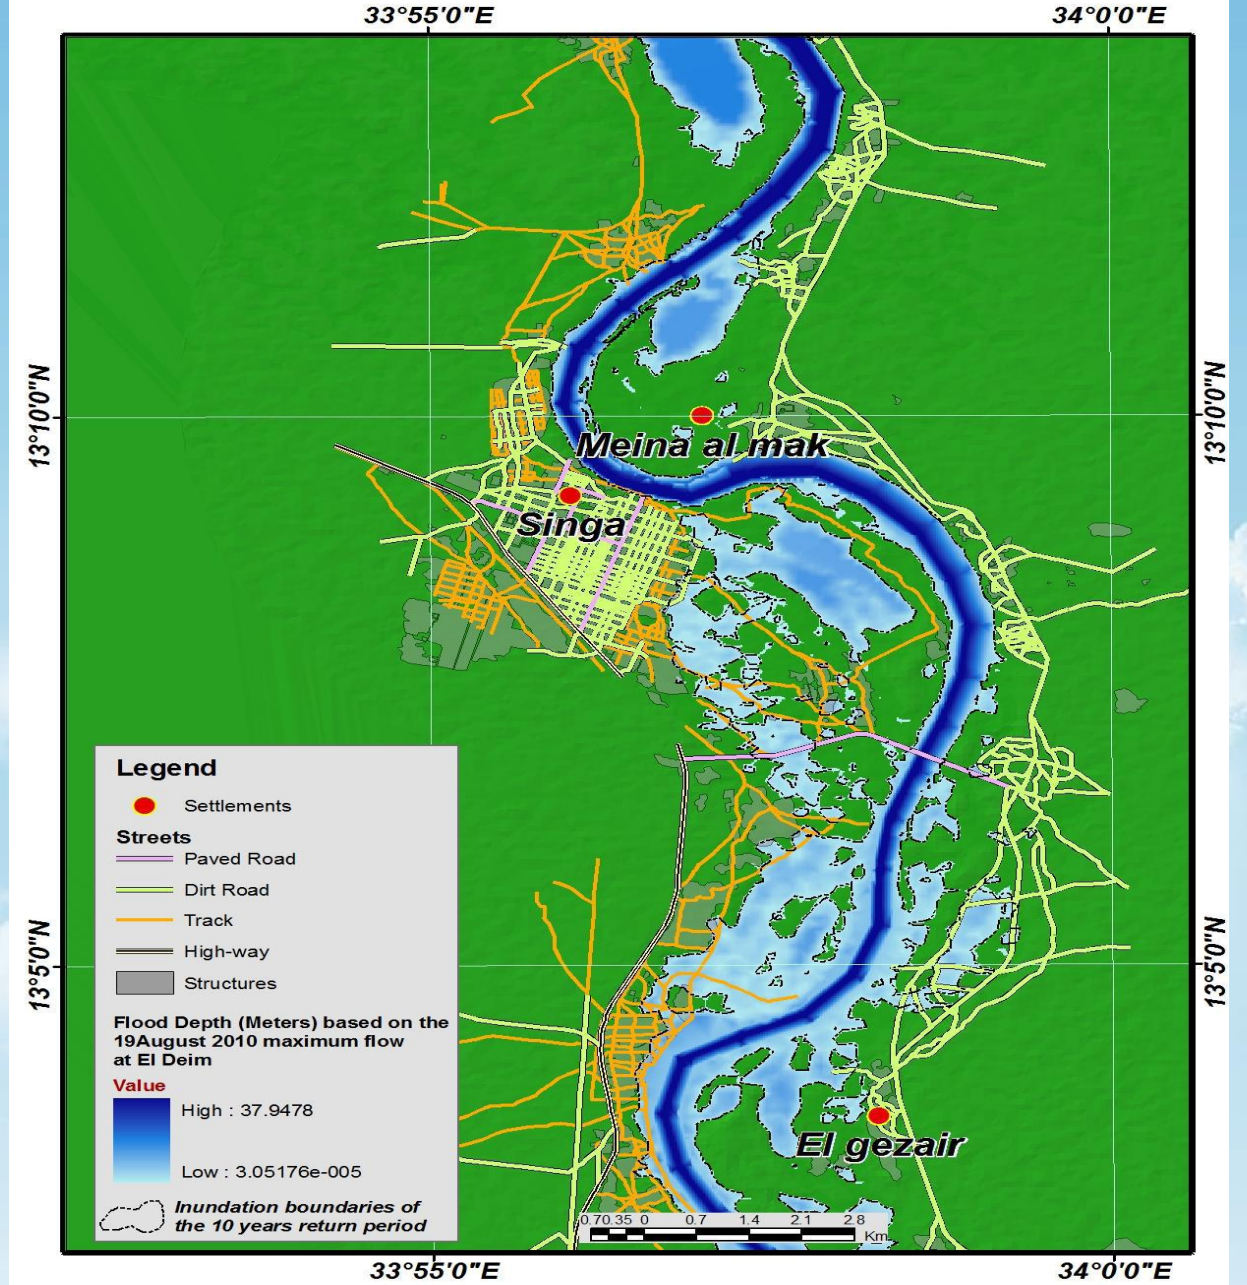 33°55'0"E
34°0'0"E
13°10'0"N
13°10'0"N
Meina al mak
Singa
Legend
Settlements
Streets
Paved Road
Dirt Road
Track
High-way
Structures
Flood Depth (Meters) based on the
19August 2010 maximum flow
at El Deim
Value
High : 37.9478
Low : 3.05176e-005
Inundation boundaries of
the 10 years return period
13°5'0"N
13°5'0"N
El gezair
0.70.35 0 0.7 1.4 2.1 2.8
Km
33°55'0"E
34°0'0"E